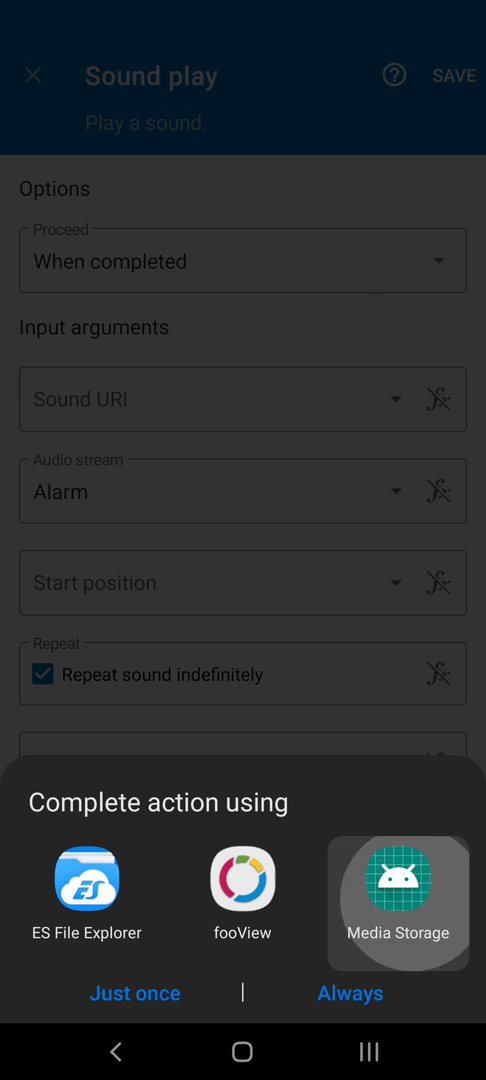 Sound play
SAVE
Play a sound.
Options
Proceed
When completed
Input arguments
Sound URI
Audio stream
Alarm
Start position
Repeat
Repeat sound indefinitely
Complete action using
ES
ES File Explorer
fooView
Media Storage
Just once
Always